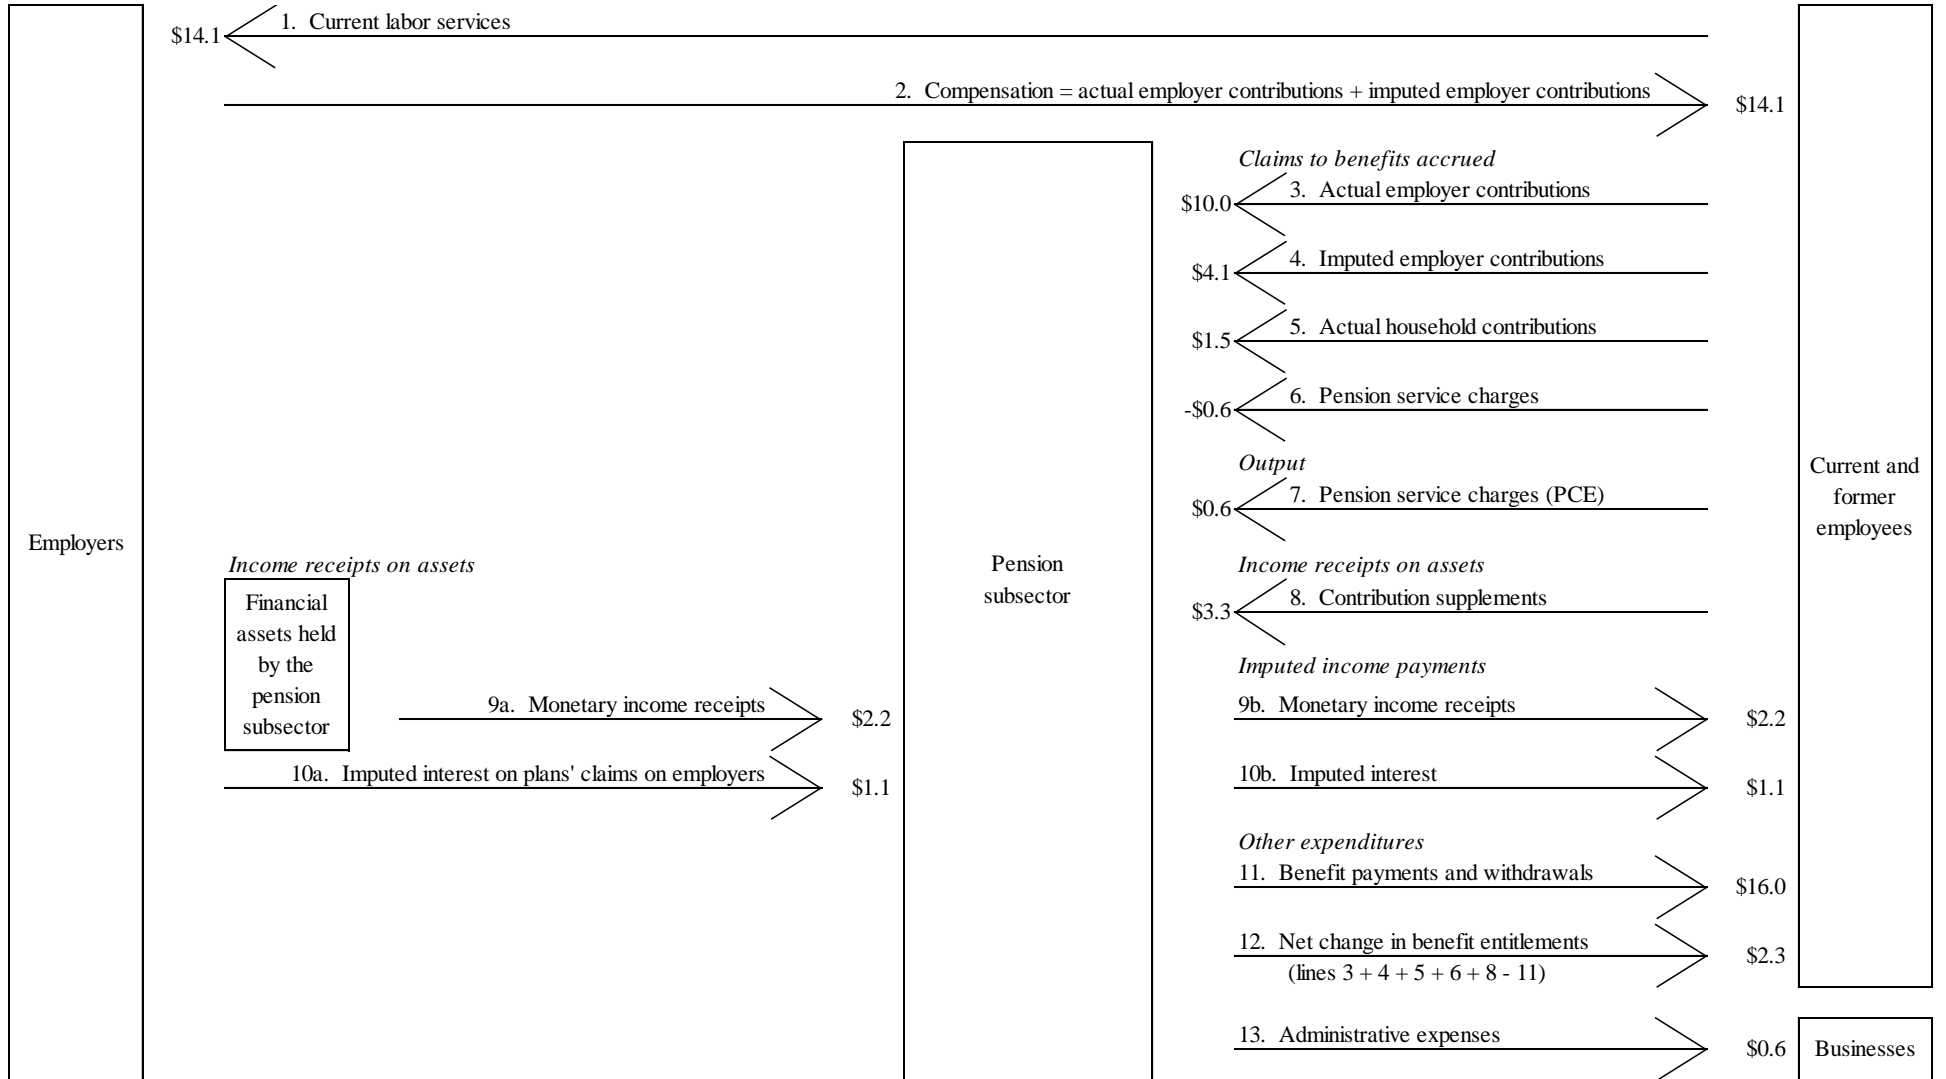 $14.1
1. Current labor services
2. Compensation = actual employer contributions + imputed employer contributions
$14.1
Claims to benefits accrued
$10.0
3. Actual employer contributions
$4.1
4. Imputed employer contributions
$1.5
5. Actual household contributions
-$0.6
6. Pension service charges
Output
$0.6
7. Pension service charges (PCE)
Current and
former
employees
Employers
Pension
subsector
Income receipts on assets
Financial
assets held
by the
pension
subsector
Income receipts on assets
$3.3
8. Contribution supplements
Imputed income payments
9a. Monetary income receipts
$2.2
9b. Monetary income receipts
$2.2
10a. Imputed interest on plans' claims on employers
$1.1
10b. Imputed interest
$1.1
Other expenditures
11. Benefit payments and withdrawals
$16.0
12. Net change in benefit entitlements
$2.3
(lines 3 + 4 + 5 + 6 + 8 - 11)
13. Administrative expenses
$0.6
Businesses